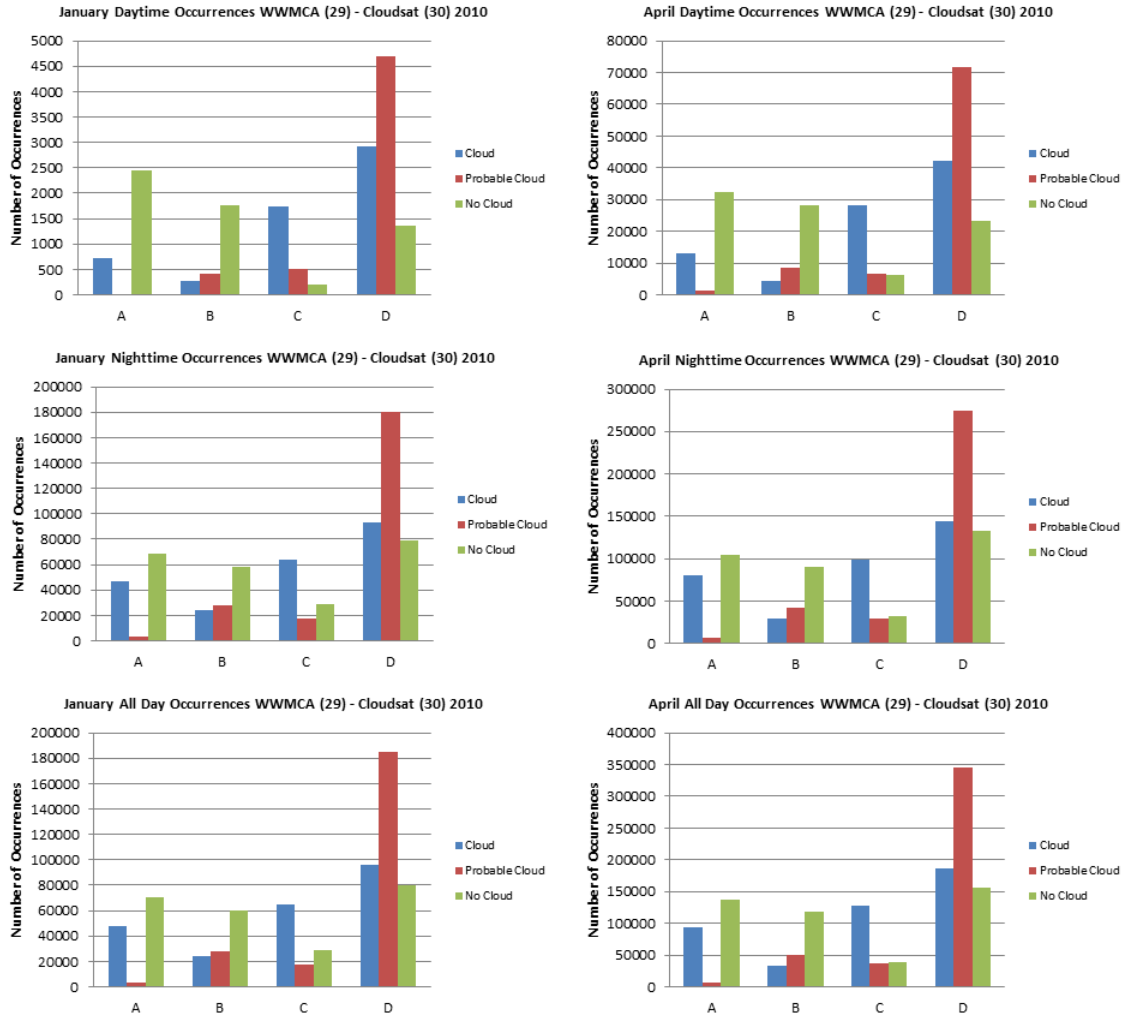 January Daytime Occurrences WWMCA (29) - Cloudsat (30) 2010
Number of Occurrences
5000
4500
4000
3500
3000
2500
2000
1500
1000
500
0
A B C D
Cloud
Probable Cloud
No Cloud
April Daytime Occurrences WWMCA (29) - Cloudsat (30) 2010
Number of Occurrences
80000
70000
60000
50000
40000
30000
20000
10000
0
A B C D
Cloud
Probable Cloud
No Cloud
January Nighttime Occurrences WWMCA (29) - Cloudsat (30) 2010
Number of Occurrences
200000
180000
160000
140000
120000
100000
80000
60000
40000
20000
0
A B C D
Cloud
Probable Cloud
No Cloud
April Nighttime Occurrences WWMCA (29) - Cloudsat (30) 2010
Number of Occurrences
300000
250000
200000
150000
100000
50000
0
A B C D
Cloud
Probable Cloud
No Cloud
January All Day Occurrences WWMCA (29) - Cloudsat (30) 2010
Number of Occurrences
200000
180000
160000
140000
120000
100000
80000
60000
40000
20000
0
A B C D
Cloud
Probable Cloud
No Cloud
April All Day Occurrences WWMCA (29) - Cloudsat (30) 2010
Number of Occurrences
400000
350000
300000
250000
200000
150000
100000
50000
0
A B C D
Cloud
Probable Cloud
No Cloud